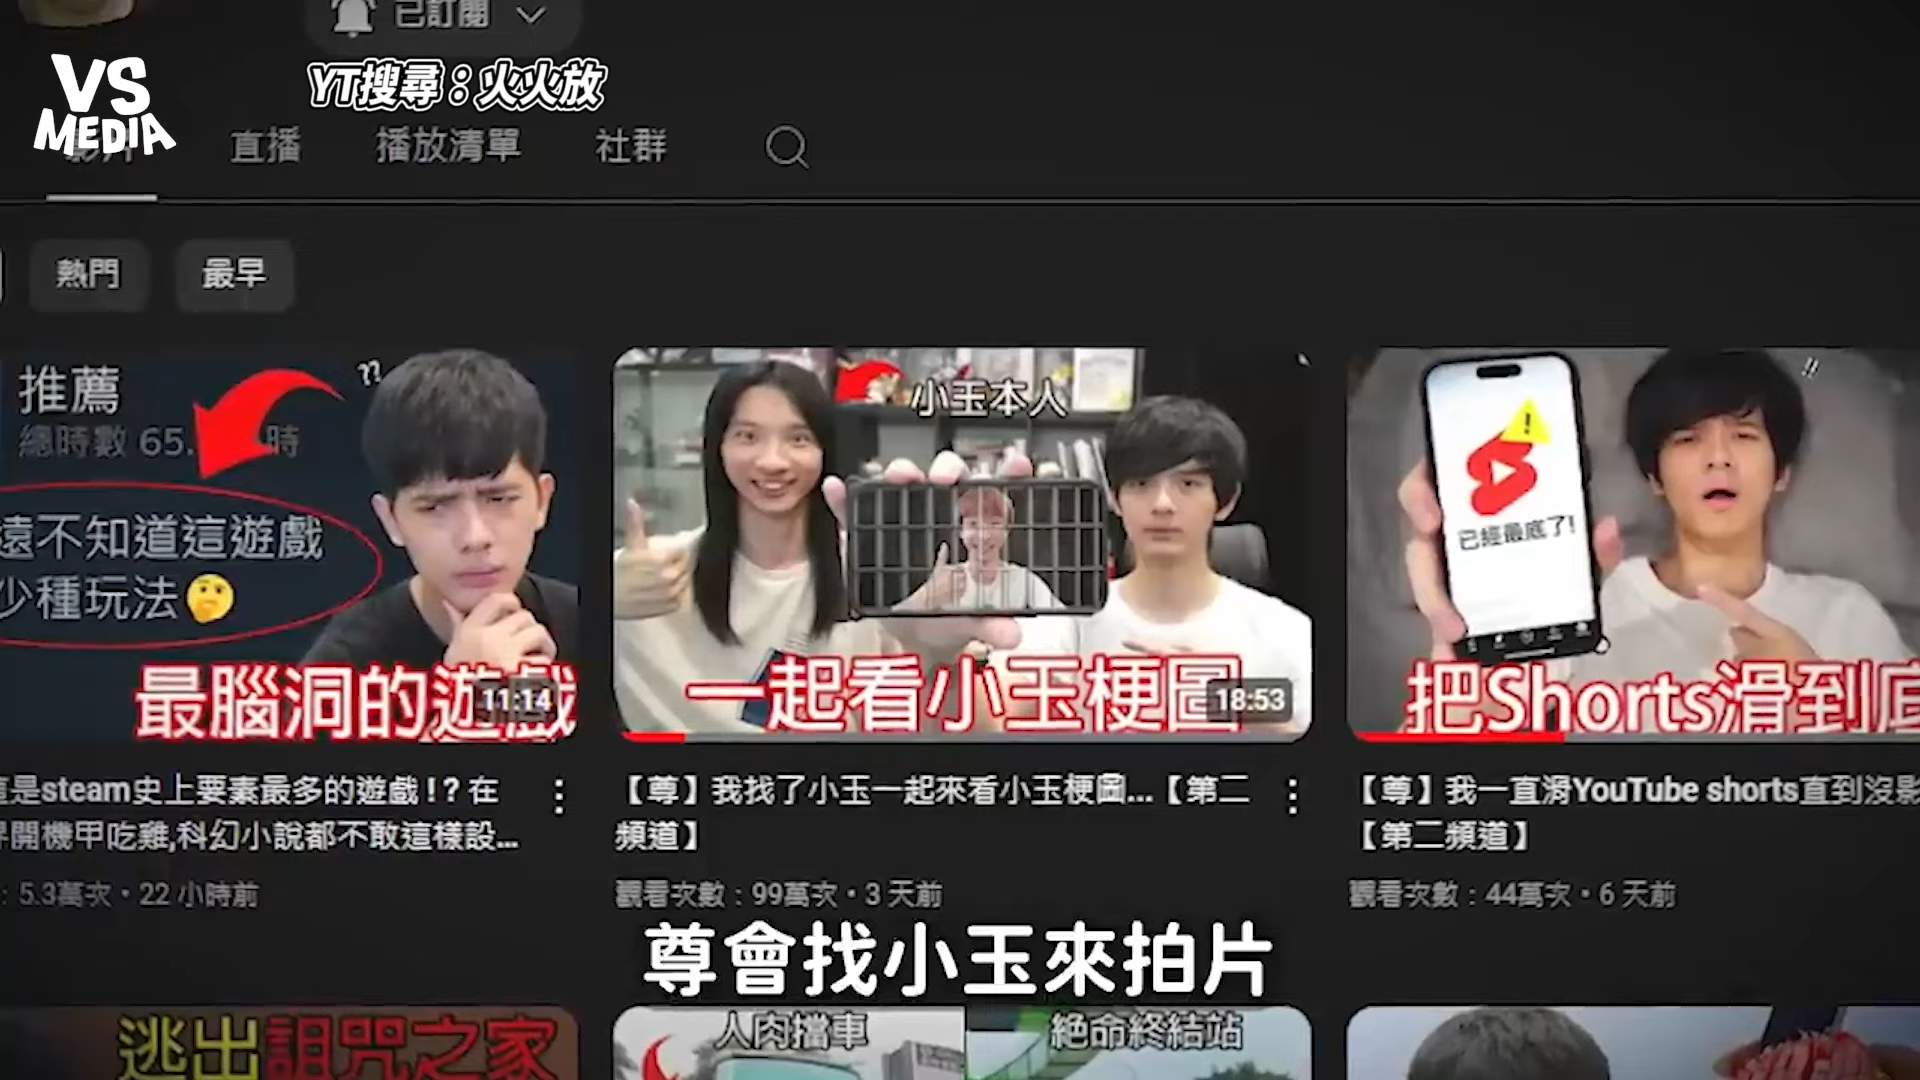 已訂閱
VS
MEDIA
YT搜尋：火火放
影片
直播
播放清單
社群
熱門
最早
推薦
總時數 65.
時
遠不知道這遊戲
少種玩法🤔
??
最腦洞的遊戲
11:14
小玉本人
一起看小玉梗圖
18:53
!!
已經最底了!
把Shorts滑到底
這是steam史上要素最多的遊戲！? 在
界開機甲吃雞,科幻小說都不敢這樣設...
：5.3萬次・22 小時前
【尊】我找了小玉一起來看小玉梗圖...【第二
頻道】
觀看次數：99萬次・3 天前
【尊】我一直滑YouTube shorts直到沒影
【第二頻道】
觀看次數：44萬次・6 天前
尊會找小玉來拍片
逃出詛咒之家
人肉擋車
絕命終結站